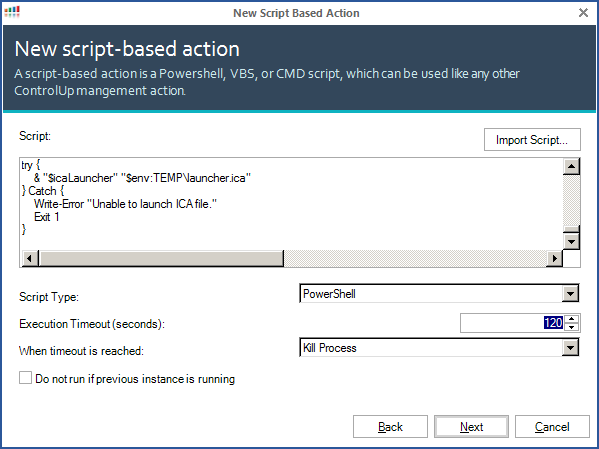 New Script Based Action
New script-based action
A script-based action is a Powershell, VBS, or CMD script, which can be used like any other
ControlUp mangement action.
Script:
Import Script...
try {
    & "$icaLauncher" "$env:TEMP\launcher.ica"
} Catch {
    Write-Error "Unable to launch ICA file."
    Exit 1
}
Script Type:
PowerShell
Execution Timeout (seconds):
120
When timeout is reached:
Kill Process
Do not run if previous instance is running
Back
Next
Cancel